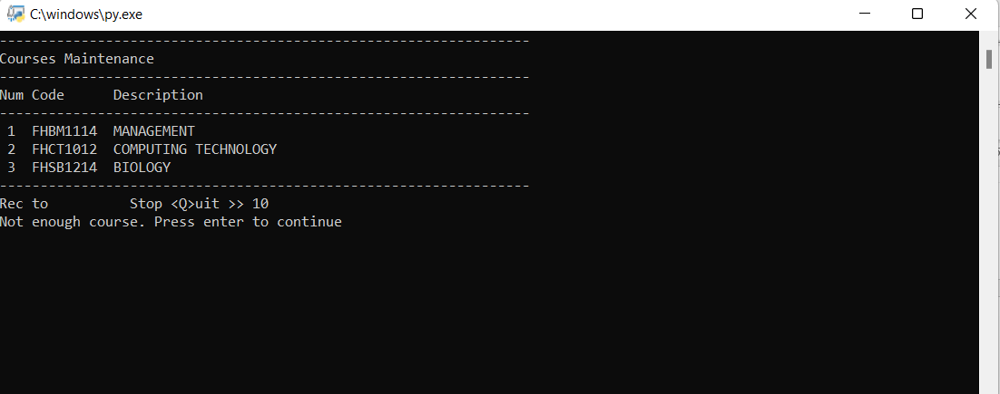 C:\windows\py.exe
-----------------------------------------------------------------
Courses Maintenance
-----------------------------------------------------------------
Num Code      Description
-----------------------------------------------------------------
 1  FHBM1114  MANAGEMENT
 2  FHCT1012  COMPUTING TECHNOLOGY
 3  FHSB1214  BIOLOGY
-----------------------------------------------------------------
Rec to          Stop <Q>uit >> 10
Not enough course. Press enter to continue